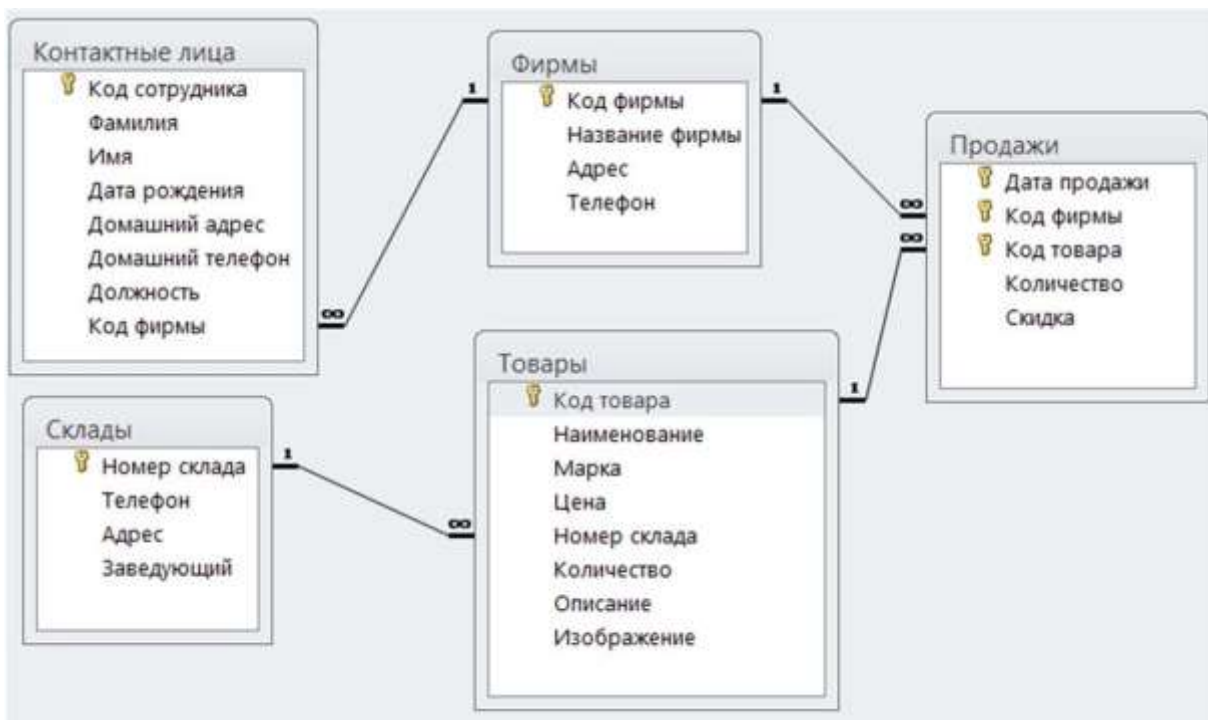 Контактные лица
Код сотрудника
Фамилия
Имя
Дата рождения
Домашний адрес
Домашний телефон
Должность
Код фирмы
∞
1
Фирмы
Код фирмы
Название фирмы
Адрес
Телефон
1
∞
∞
Продажи
Дата продажи
Код фирмы
Код товара
Количество
Скидка
Склады
Номер склада
Телефон
Адрес
Заведующий
1
∞
Товары
Код товара
Наименование
Марка
Цена
Номер склада
Количество
Описание
Изображение
1